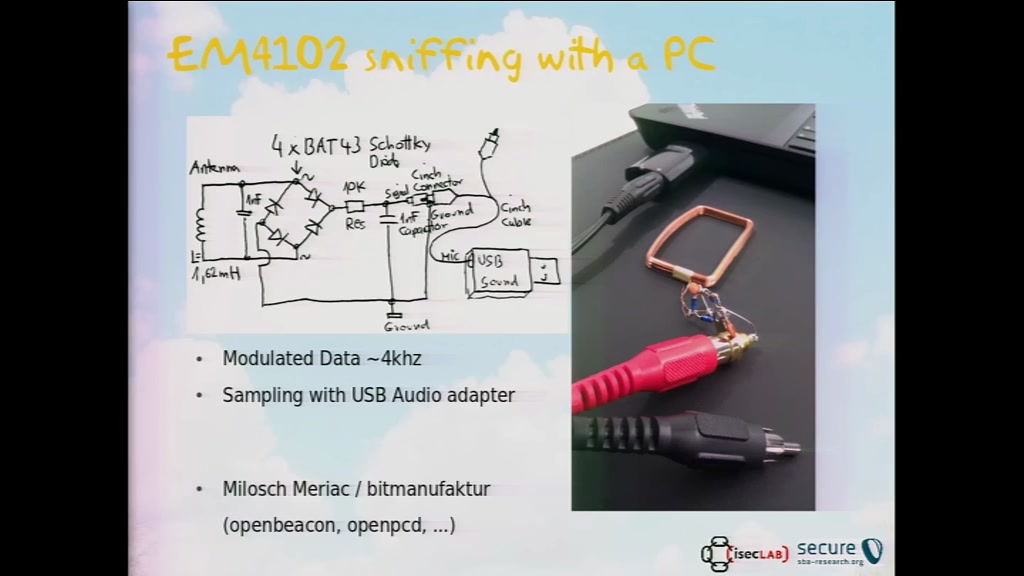 EM4102 sniffing with a PC
4 x BAT43 Schottky
Diode
Antenna
1nF
10K
Res
Signal
Cinch
Connector
1nF
Capacitor
Ground
Cinch
Cable
MIC
USB
Sound
L=
1,62mH
Ground
• Modulated Data ~4khz
• Sampling with USB Audio adapter
• Milosch Meriac / bitmanufaktur
(openbeacon, openpcd, ...)
isecLAB
secure
sba-research.org